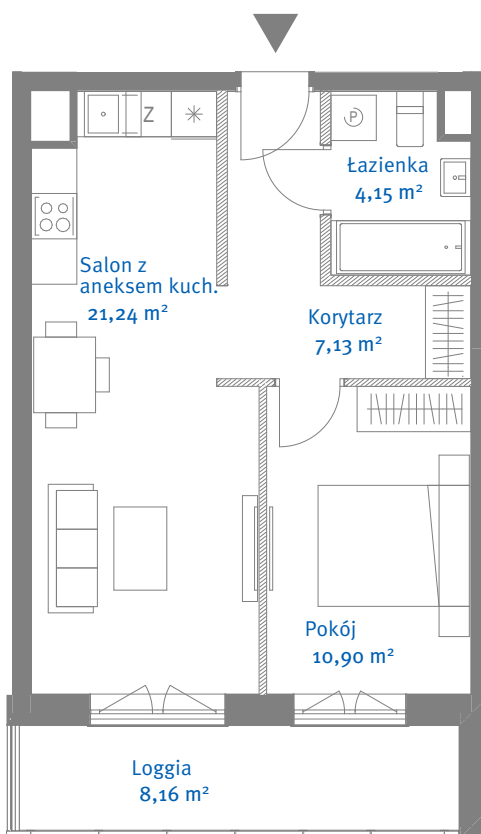 Z
P
Łazienka
4,15 m²
Salon z
aneksem kuch.
21,24 m²
Korytarz
7,13 m²
Pokój
10,90 m²
Loggia
8,16 m²